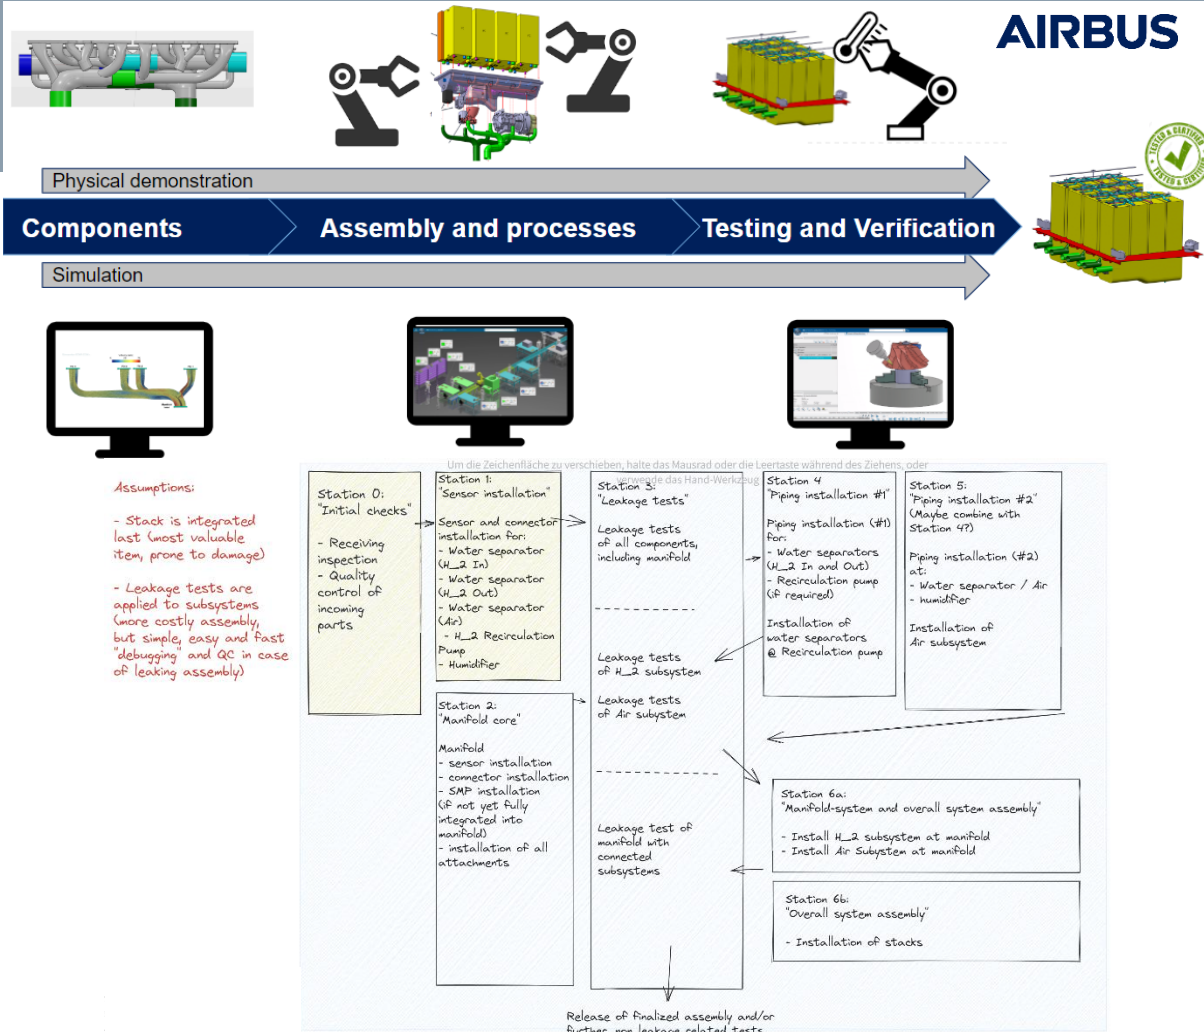 AIRBUS
TESTED & CERTIFIED
Physical demonstration
Components
Assembly and processes
Testing and Verification
Simulation
Um die Zeichenfläche zu verschieben, halte das Mausrad oder die Leertaste während des Ziehens, oder
verwende das Hand-Werkzeug
Assumptions:
- Stack is integrated
last (most valuable
item, prone to damage)
- Leakage tests are
applied to subsystems
(more costly assembly,
but simple, easy and fast
"debugging" and QC in case
of leaking assembly)
Station 0:
"Initial checks"
- Receiving
inspection
- Quality
control of
incoming
parts
Station 1:
"Sensor installation"
Sensor and connector
installation for:
- Water separator
(H_2 In)
- Water separator
(H_2 Out)
- Water separator
(Air)
- H_2 Recirculation
Pump
- Humidifier
Station 2:
"Manifold core"
Manifold
- sensor installation
- connector installation
- SMP installation
(if not yet fully
integrated into
manifold)
- installation of all
attachments
Station 3:
"Leakage tests"
Leakage tests
of all components,
including manifold
Leakage tests
of H_2 subsystem
Leakage tests
of Air subystem
Leakage test of
manifold with
connected
subsystems
Station 4
"Piping installation #1"
Piping installation (#1)
for:
- Water separators
(H_2 In and Out)
- Recirculation pump
(if required)
Installation of
water separators
@ Recirculation pump
Station 5:
"Piping installation #2"
(Maybe combine with
Station 4?)
Piping installation (#2)
at:
- Water separator / Air
- humidifier
Installation of
Air subsystem
Station 6a:
"Manifold-system and overall system assembly"
- Install H_2 subsystem at manifold
- Install Air Subsystem at manifold
Station 6b:
"Overall system assembly"
- Installation of stacks
Release of finalized assembly and/or
further, non leakage related tests